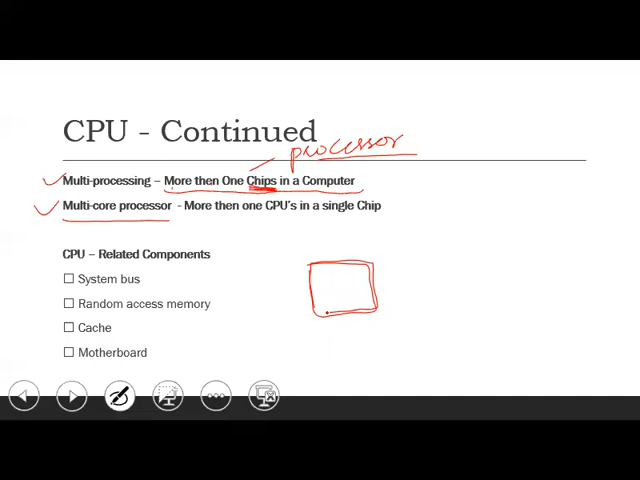 CPU - Continued
processor
Multi-processing – More then One Chips in a Computer
Multi-core processor - More then one CPU's in a single Chip
CPU – Related Components
☐ System bus
☐ Random access memory
☐ Cache
☐ Motherboard